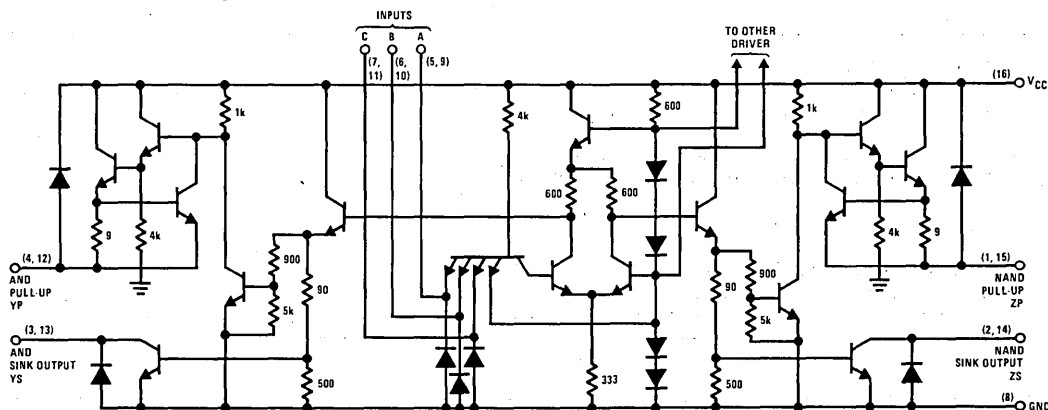 INPUTS
C B A
(7, 11) (6, 10) (5, 9)
TO OTHER
DRIVER
(16) VCC
1k
4k
600
1k
600 600
9
4k
900
90
5k
500
333
90
900
5k
500
4k
9
(4, 12)
AND
PULL-UP
YP
(3, 13)
AND
SINK OUTPUT
YS
(1, 15)
NAND
PULL-UP
ZP
(2, 14)
NAND
SINK OUTPUT
ZS
(8) GND